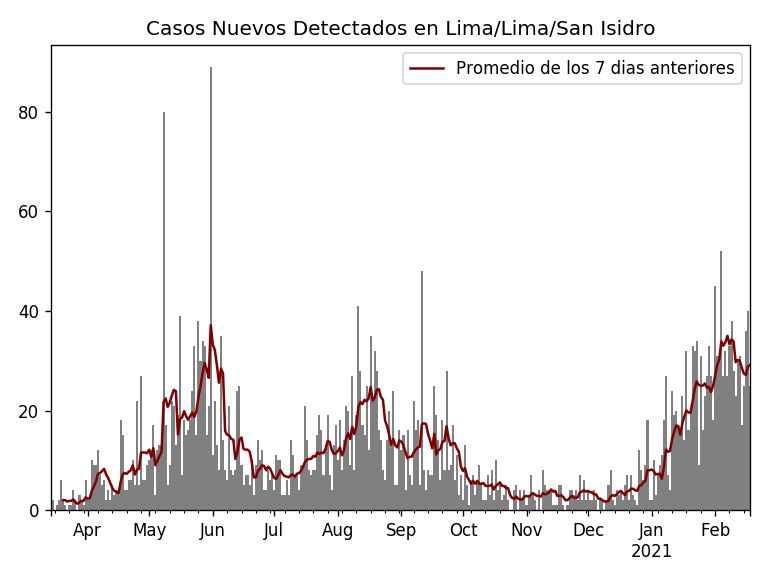 Casos Nuevos Detectados en Lima/Lima/San Isidro
Promedio de los 7 dias anteriores
80
60
40
20
0
Apr May Jun Jul Aug Sep Oct Nov Dec Jan Feb
2021